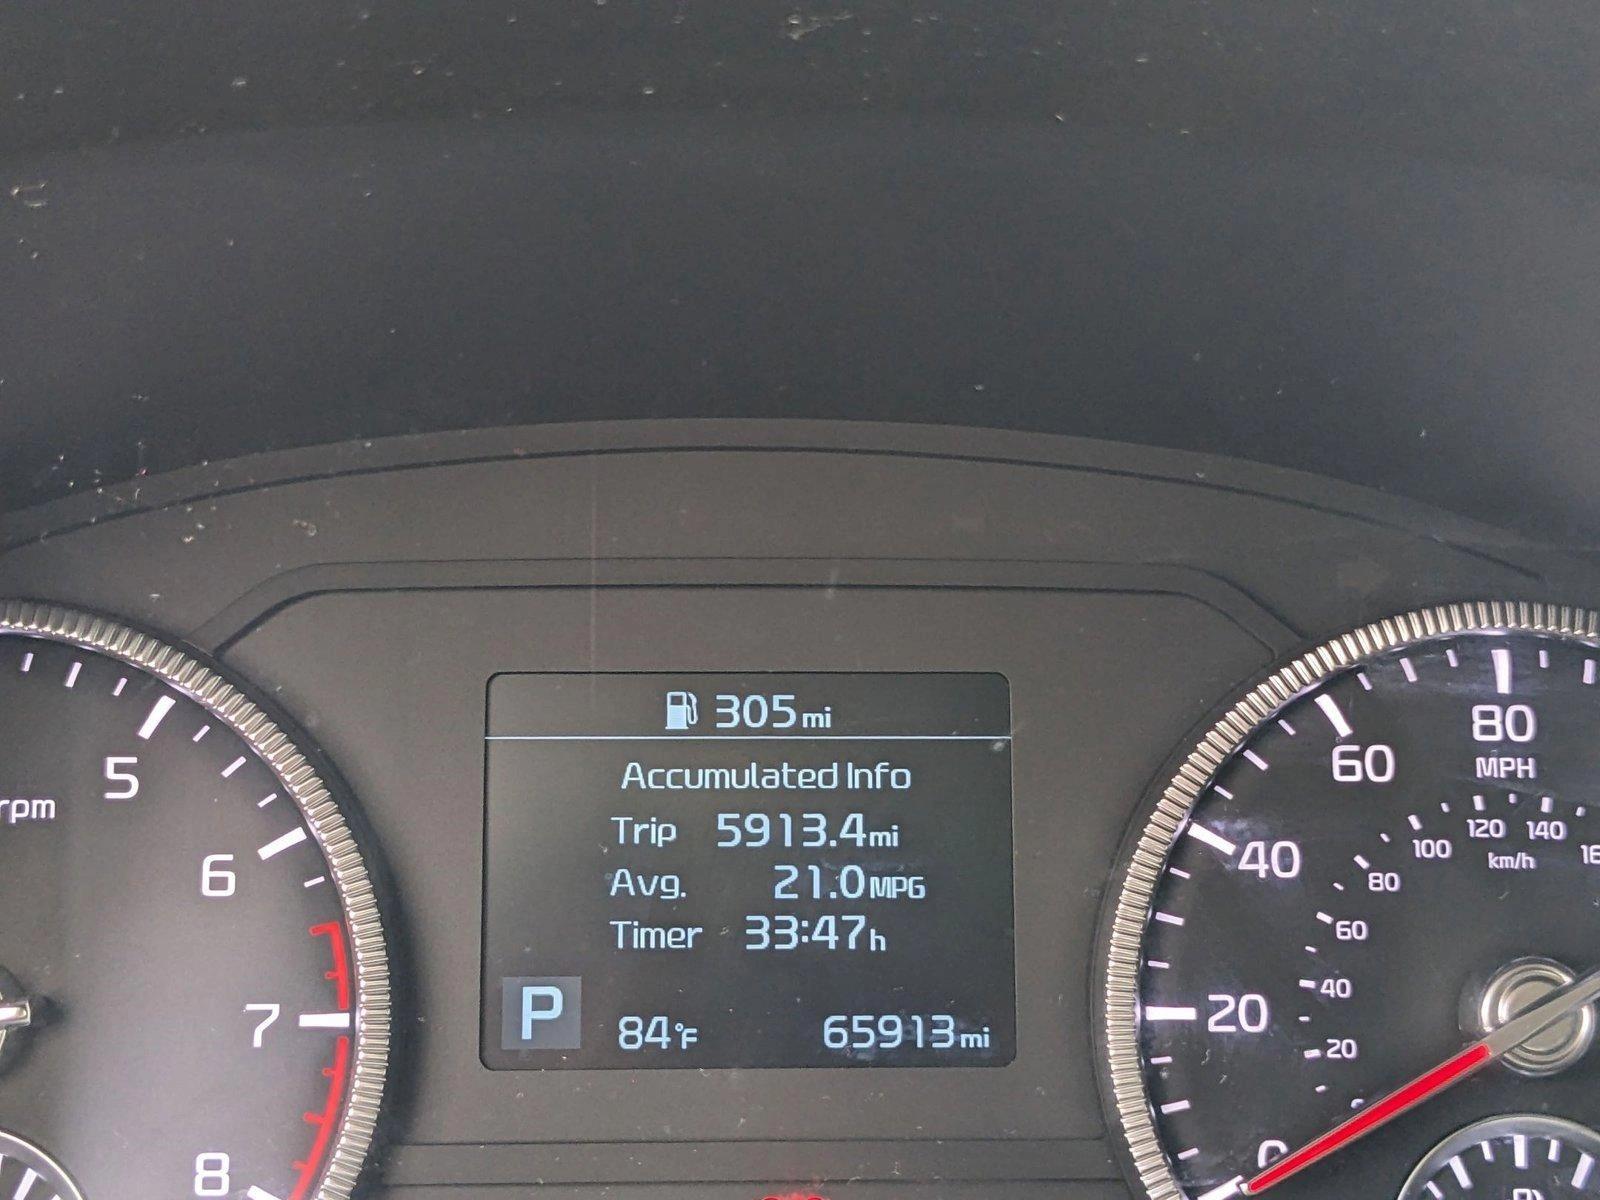 305mi
Accumulated Info
Trip 5913.4mi
Avg. 21.0MPG
Timer 33:47h
P 84°F 65913mi
rpm
5
6
7
8
0
20
40
60
80
MPH
20
40
60
80
100
120
140
km/h